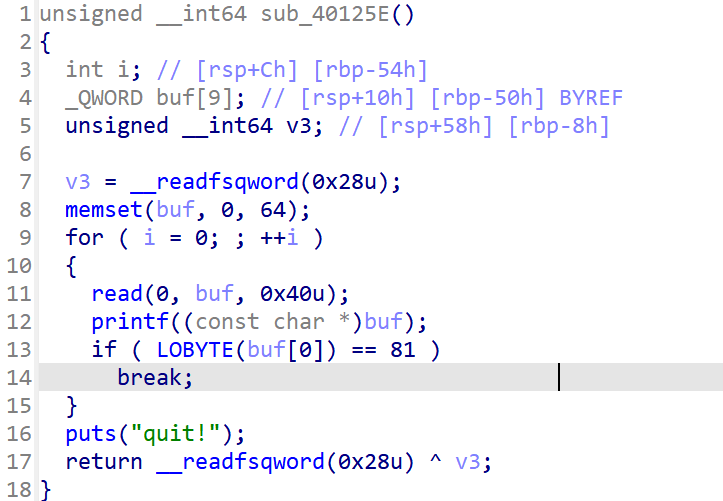 1 unsigned __int64 sub_40125E()
2 {
3   int i; // [rsp+Ch] [rbp-54h]
4   _QWORD buf[9]; // [rsp+10h] [rbp-50h] BYREF
5   unsigned __int64 v3; // [rsp+58h] [rbp-8h]
6
7   v3 = __readfsqword(0x28u);
8   memset(buf, 0, 64);
9   for ( i = 0; ; ++i )
10   {
11     read(0, buf, 0x40u);
12     printf((const char *)buf);
13     if ( LOBYTE(buf[0]) == 81 )
14       break;
15   }
16   puts("quit!");
17   return __readfsqword(0x28u) ^ v3;
18 }